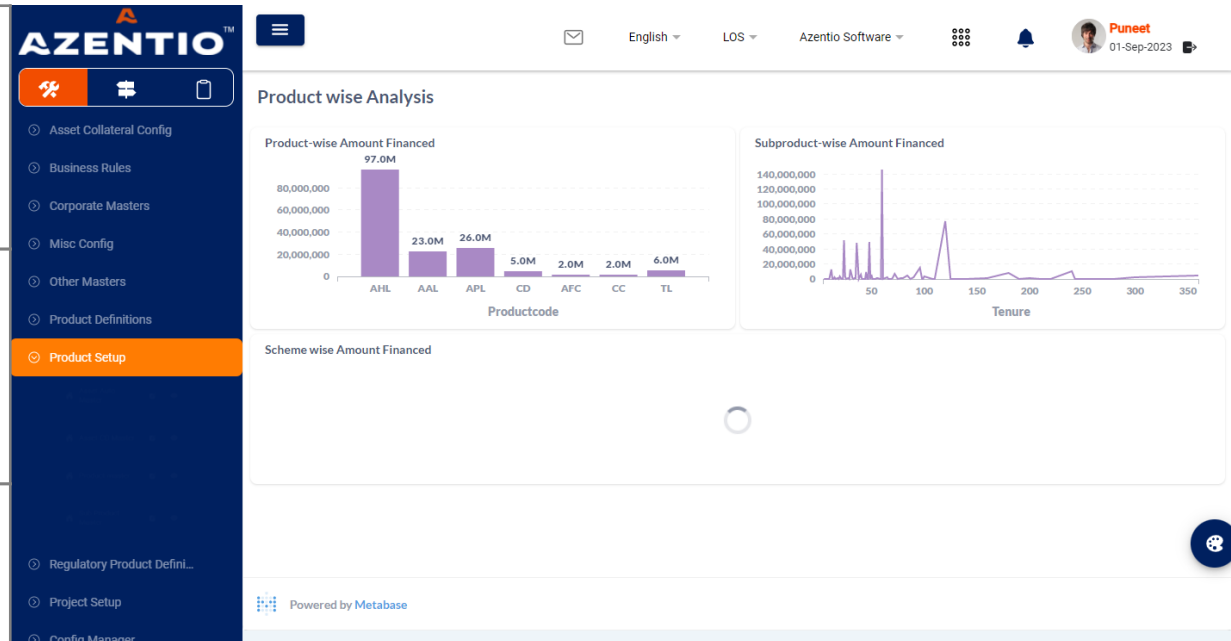 AZENTIO™
English
LOS
Azentio Software
Puneet
01-Sep-2023
Asset Collateral Config
Business Rules
Corporate Masters
Misc Config
Other Masters
Product Definitions
Product Setup
Regulatory Product Defini...
Project Setup
Config Manager
Product wise Analysis
Product-wise Amount Financed
97.0M
80,000,000
60,000,000
40,000,000
20,000,000
0
23.0M
26.0M
5.0M
2.0M
2.0M
6.0M
AHL AAL APL CD AFC CC TL
Productcode
Subproduct-wise Amount Financed
140,000,000
120,000,000
100,000,000
80,000,000
60,000,000
40,000,000
20,000,000
0
50 100 150 200 250 300 350
Tenure
Scheme wise Amount Financed
Powered by Metabase